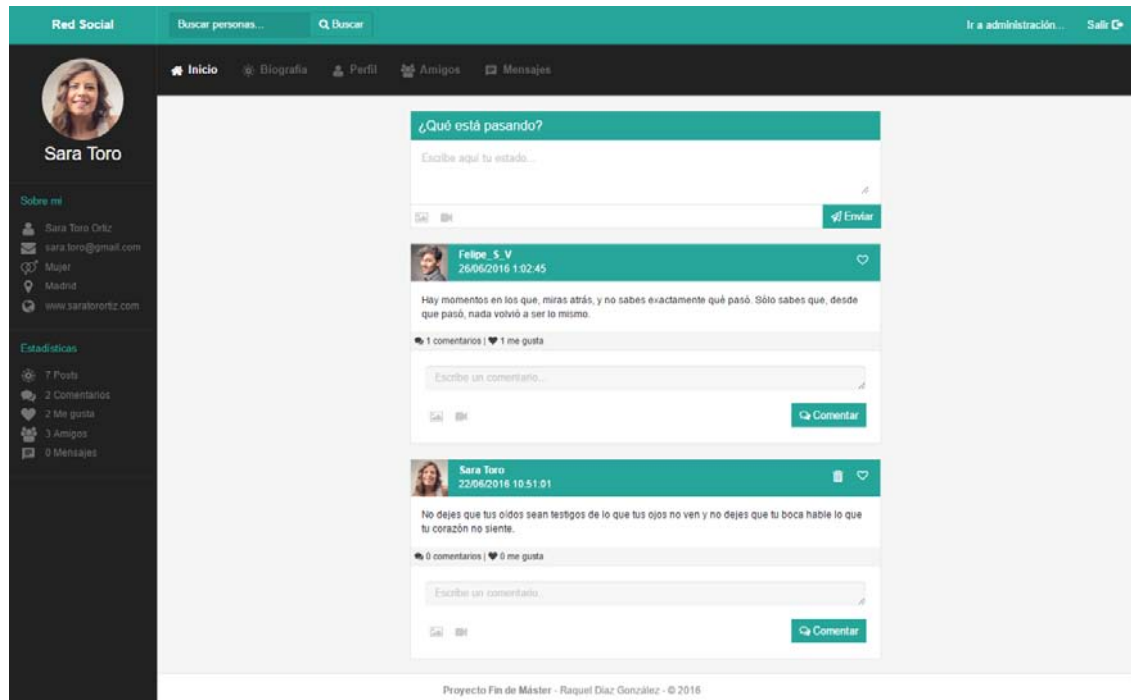 Red Social
Buscar personas...
Buscar
Ir a administración...
Salir
Sara Toro
Inicio
Biografía
Perfil
Amigos
Mensajes
Sobre mi
Sara Toro Ortiz
sara.toro@gmail.com
Mujer
Madrid
www.saratorortiz.com
Estadísticas
7 Posts
2 Comentarios
2 Me gusta
3 Amigos
0 Mensajes
¿Qué está pasando?
Escribe aquí tu estado...
Enviar
Felipe_S_V
26/06/2016 1:02:45
Hay momentos en los que, miras atrás, y no sabes exactamente qué pasó. Sólo sabes que, desde
que pasó, nada volvió a ser lo mismo.
1 comentarios | 1 me gusta
Escribe un comentario...
Comentar
Sara Toro
22/06/2016 10:51:01
No dejes que tus oídos sean testigos de lo que tus ojos no ven y no dejes que tu boca hable lo que
tu corazón no siente.
0 comentarios | 0 me gusta
Escribe un comentario...
Comentar
Proyecto Fin de Máster - Raquel Díaz González - © 2016